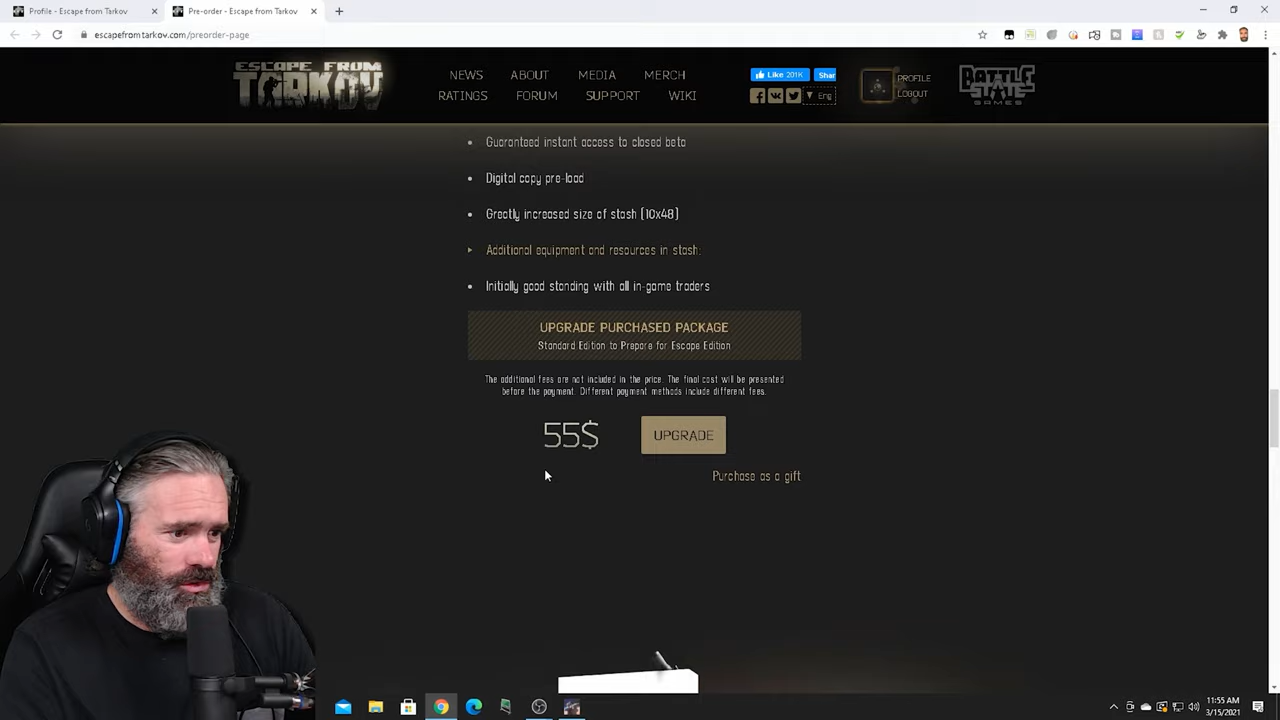 Profile - Escape from Tarkov
Pre-order - Escape from Tarkov
escapefromtarkov.com/preorder-page
ESCAPE FROM
TARKOV
NEWS ABOUT MEDIA MERCH
RATINGS FORUM SUPPORT WIKI
Like 201K Shar
Eng
PROFILE
LOGOUT
BATTLE
STATE
GAMES
Guaranteed instant access to closed beta
Digital copy pre-load
Greatly increased size of stash (10x48)
Additional equipment and resources in stash:
Initially good standing with all in-game traders
UPGRADE PURCHASED PACKAGE
Standard Edition to Prepare for Escape Edition
The additional fees are not included in the price. The final cost will be presented
before the payment. Different payment methods include different fees.
55$ UPGRADE
Purchase as a gift
11:55 AM
3/15/2021